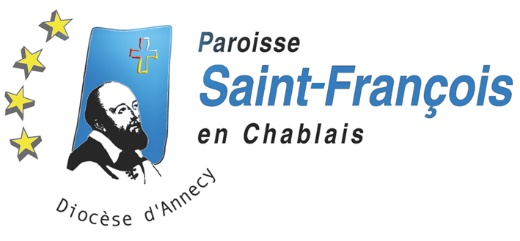 Paroisse
Saint-François
en Chablais
Diocèse d'Annecy